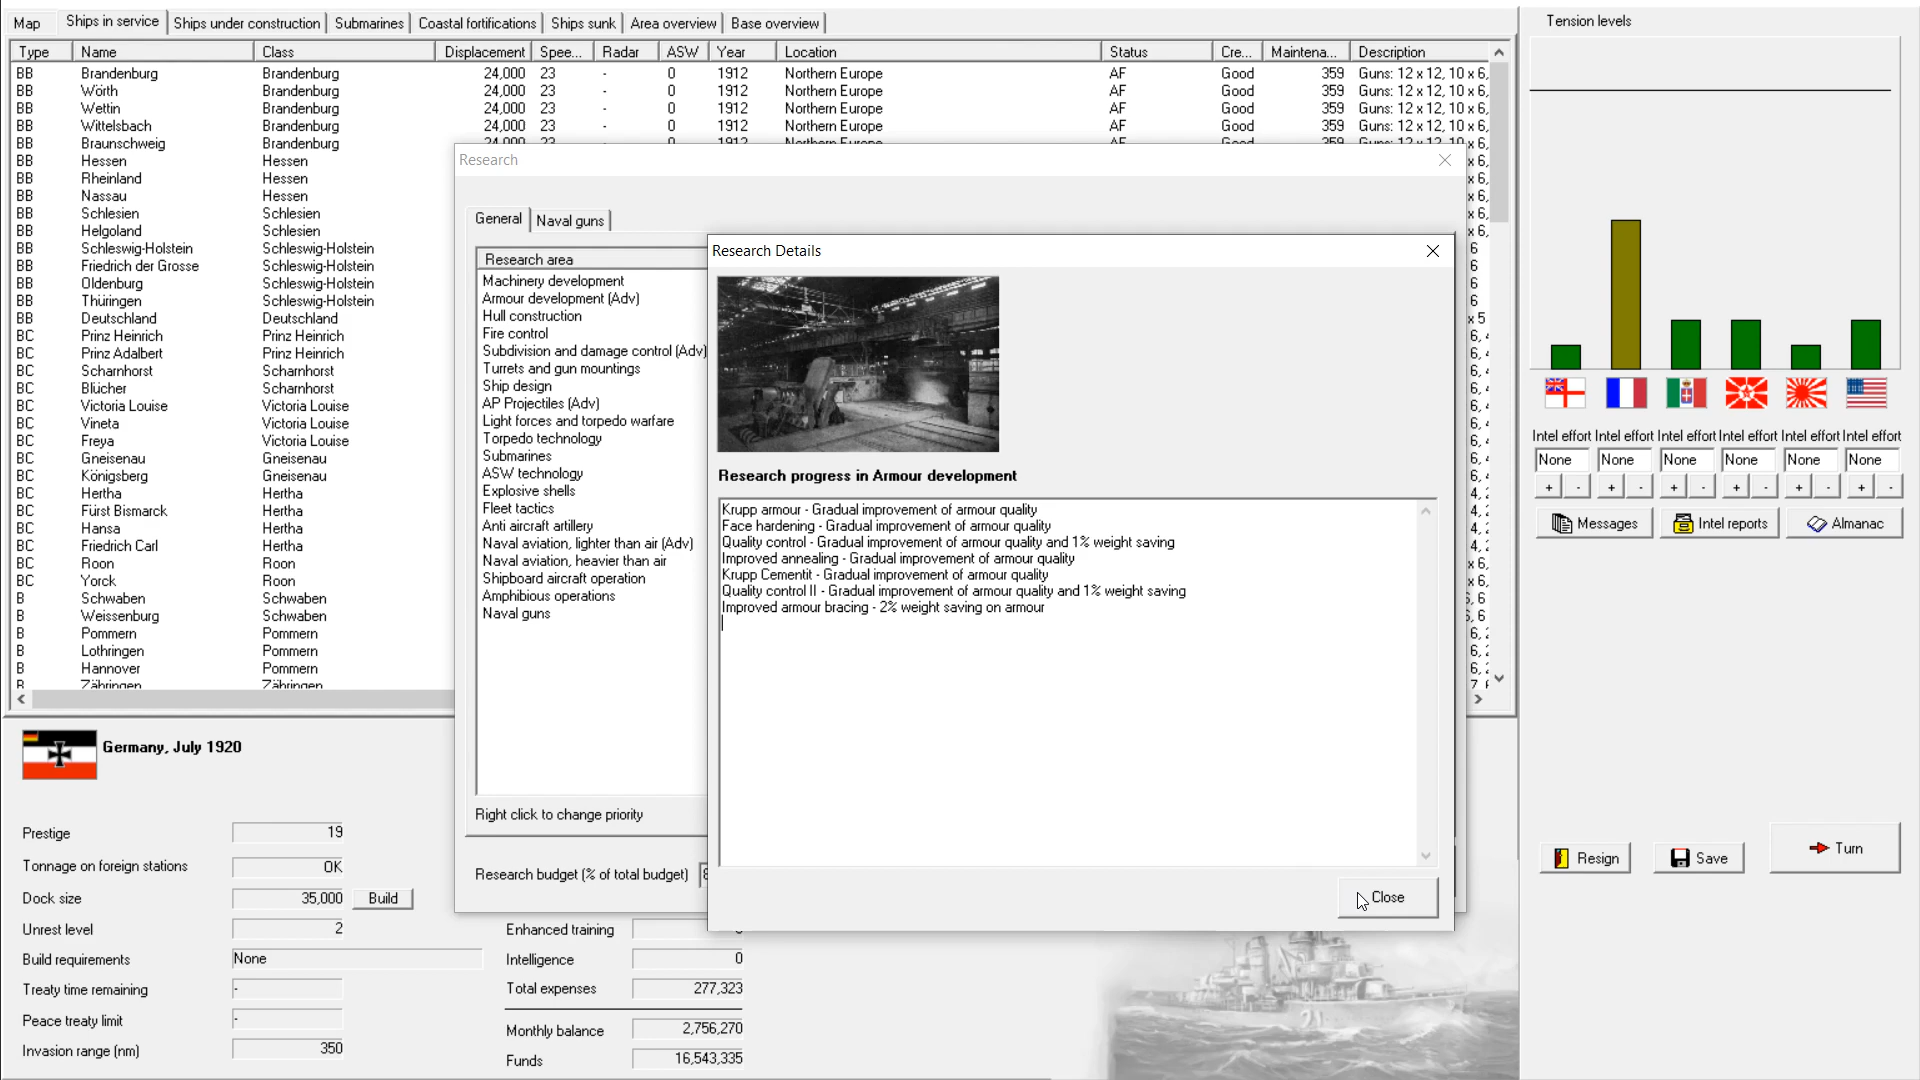 Map Ships in service Ships under construction Submarines Coastal fortifications Ships sunk Area overview Base overview
Type Name Class Displacement Spee... Radar ASW Year Location Status Cre... Maintena... Description
BB Brandenburg Brandenburg 24,000 23 - 0 1912 Northern Europe AF Good 359 Guns: 12 x 12, 10 x 6,
BB Wörth Brandenburg 24,000 23 - 0 1912 Northern Europe AF Good 359 Guns: 12 x 12, 10 x 6,
BB Wettin Brandenburg 24,000 23 - 0 1912 Northern Europe AF Good 359 Guns: 12 x 12, 10 x 6,
BB Wittelsbach Brandenburg 24,000 23 - 0 1912 Northern Europe AF Good 359 Guns: 12 x 12, 10 x 6,
BB Braunschweig Brandenburg 24,000 23 - 0 1912 Northern Europe AF Good 359 Guns: 12 x 12, 10 x 6,
BB Hessen Hessen
BB Rheinland Hessen
BB Nassau Hessen
BB Schlesien Schlesien
BB Helgoland Schlesien
BB Schleswig-Holstein Schleswig-Holstein
BB Friedrich der Grosse Schleswig-Holstein
BB Oldenburg Schleswig-Holstein
BB Thüringen Schleswig-Holstein
BB Deutschland Deutschland
BC Prinz Heinrich Prinz Heinrich
BC Prinz Adalbert Prinz Heinrich
BC Scharnhorst Scharnhorst
BC Blücher Scharnhorst
BC Victoria Louise Victoria Louise
BC Vineta Victoria Louise
BC Freya Victoria Louise
BC Gneisenau Gneisenau
BC Königsberg Gneisenau
BC Hertha Hertha
BC Fürst Bismarck Hertha
BC Hansa Hertha
BC Friedrich Carl Hertha
BC Roon Roon
BC Yorck Roon
B Schwaben Schwaben
B Weissenburg Schwaben
B Pommern Pommern
B Lothringen Pommern
B Hannover Pommern
B Zähringen Zähringen
Research
General Naval guns
Research area
Machinery development
Armour development (Adv)
Hull construction
Fire control
Subdivision and damage control (Adv)
Turrets and gun mountings
Ship design
AP Projectiles (Adv)
Light forces and torpedo warfare
Torpedo technology
Submarines
ASW technology
Explosive shells
Fleet tactics
Anti aircraft artillery
Naval aviation, lighter than air (Adv)
Naval aviation, heavier than air
Shipboard aircraft operation
Amphibious operations
Naval guns
Right click to change priority
Research budget (% of total budget)
Research Details
Research progress in Armour development
Krupp armour - Gradual improvement of armour quality
Face hardening - Gradual improvement of armour quality
Quality control - Gradual improvement of armour quality and 1% weight saving
Improved annealing - Gradual improvement of armour quality
Krupp Cementit - Gradual improvement of armour quality
Quality control II - Gradual improvement of armour quality and 1% weight saving
Improved armour bracing - 2% weight saving on armour
Close
Germany, July 1920
Prestige 19
Tonnage on foreign stations OK
Dock size 35,000 Build
Unrest level 2
Build requirements None
Treaty time remaining -
Peace treaty limit -
Invasion range (nm) 350
Enhanced training
Intelligence 0
Total expenses 277,323
Monthly balance 2,756,270
Funds 16,543,335
Tension levels
Intel effort Intel effort Intel effort Intel effort Intel effort Intel effort
None None None None None None
+ - + - + - + - + - + -
Messages Intel reports Almanac
Resign Save Turn